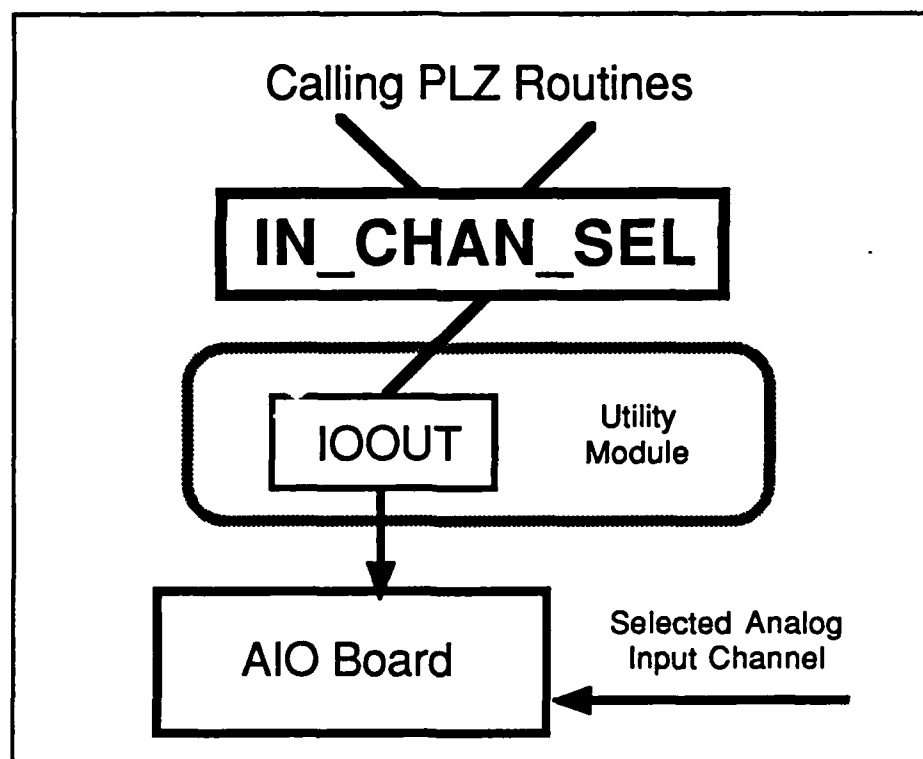 Calling PLZ Routines
IN_CHAN_SEL
IOOUT
Utility
Module
AIO Board
Selected Analog
Input Channel